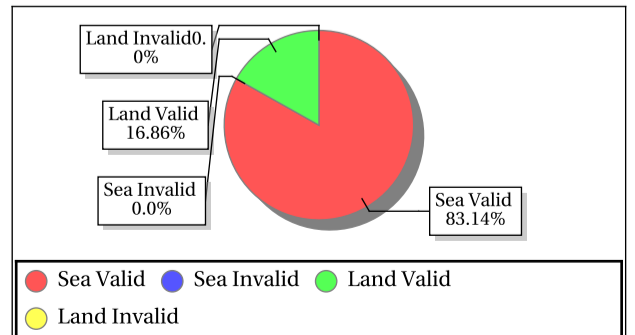 Land Invalid0.
0%
Land Valid
16.86%
Sea Invalid
0.0%
Sea Valid
83.14%
Sea Valid Sea Invalid Land Valid
Land Invalid